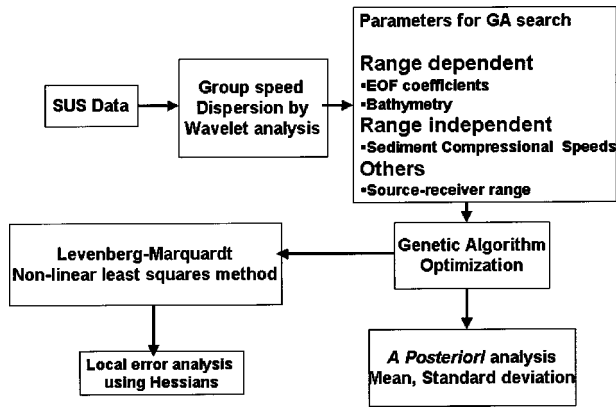 SUS Data
Group speed
Dispersion by
Wavelet analysis
Parameters for GA search
Range dependent
▪EOF coefficients
▪Bathymetry
Range independent
▪Sediment Compressional Speeds
Others
▪Source-receiver range
Genetic Algorithm
Optimization
Levenberg-Marquardt
Non-linear least squares method
Local error analysis
using Hessians
A Posteriori analysis
Mean, Standard deviation